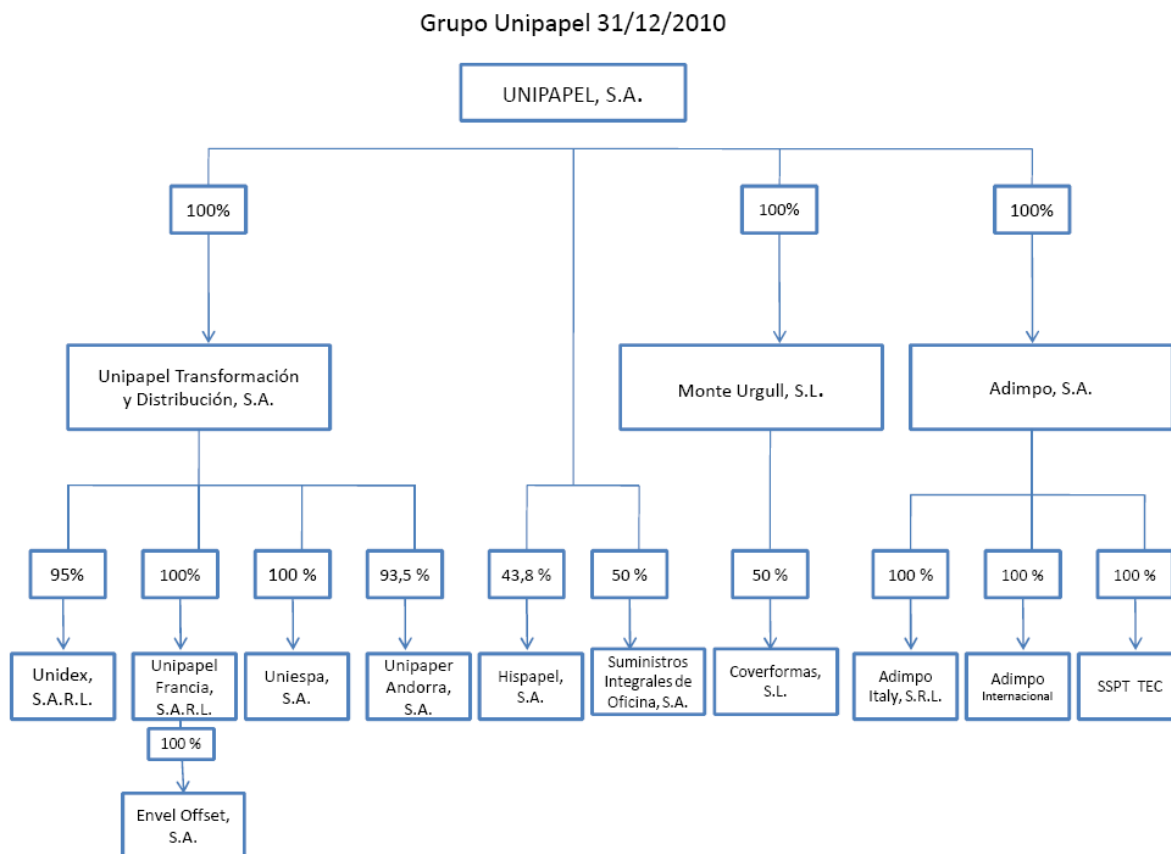 Grupo Unipapel 31/12/2010
UNIPAPEL, S.A.
100%
100%
100%
Unipapel Transformación
y Distribución, S.A.
Monte Urgull, S.L.
Adimpo, S.A.
95%
100%
100 %
93,5 %
43,8 %
50 %
50 %
100 %
100 %
100 %
Unidex,
S.A.R.L.
Unipapel
Francia,
S.A.R.L.
Uniespa,
S.A.
Unipaper
Andorra,
S.A.
Hispapel,
S.A.
Suministros
Integrales de
Oficina, S.A.
Coverformas,
S.L.
Adimpo
Italy, S.R.L.
Adimpo
Internacional
SSPT TEC
100 %
Envel Offset,
S.A.